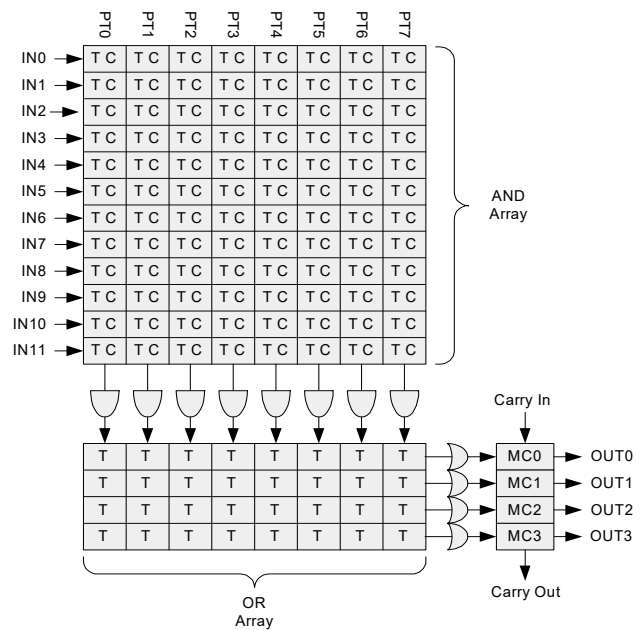 PT0 PT1 PT2 PT3 PT4 PT5 PT6 PT7
IN0 T C T C T C T C T C T C T C T C
IN1 T C T C T C T C T C T C T C T C
IN2 T C T C T C T C T C T C T C T C
IN3 T C T C T C T C T C T C T C T C
IN4 T C T C T C T C T C T C T C T C
IN5 T C T C T C T C T C T C T C T C
IN6 T C T C T C T C T C T C T C T C
IN7 T C T C T C T C T C T C T C T C
IN8 T C T C T C T C T C T C T C T C
IN9 T C T C T C T C T C T C T C T C
IN10 T C T C T C T C T C T C T C T C
IN11 T C T C T C T C T C T C T C T C
AND
Array
Carry In
T T T T T T T T MC0 OUT0
T T T T T T T T MC1 OUT1
T T T T T T T T MC2 OUT2
T T T T T T T T MC3 OUT3
Carry Out
OR
Array